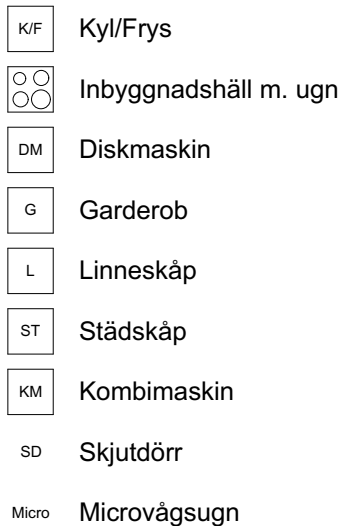 K/F Kyl/Frys
Inbyggnadshäll m. ugn
DM Diskmaskin
G Garderob
L Linneskåp
ST Städskåp
KM Kombimaskin
SD Skjutdörr
Micro Microvågsugn